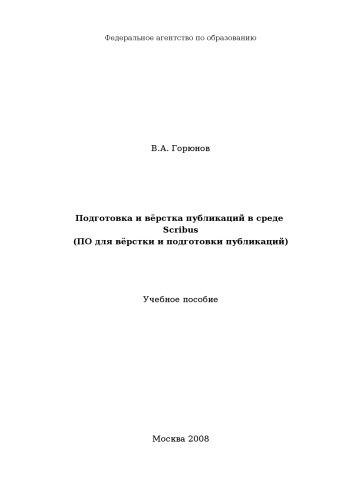 Федеральное агентство по образованию
В.А. Горюнов
Подготовка и вёрстка публикаций в среде
Scribus
(ПО для вёрстки и подготовки публикаций)
Учебное пособие
Москва 2008